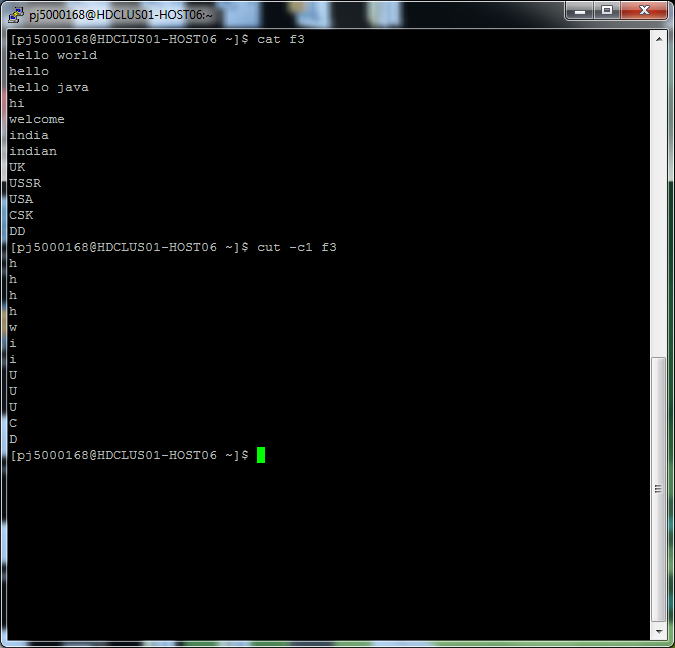 pj5000168@HDCLUS01-HOST06:~
[pj5000168@HDCLUS01-HOST06 ~]$ cat f3
hello world
hello
hello java
hi
welcome
india
indian
UK
USSR
USA
CSK
DD
[pj5000168@HDCLUS01-HOST06 ~]$ cut -c1 f3
h
h
h
h
w
i
i
U
U
U
C
D
[pj5000168@HDCLUS01-HOST06 ~]$